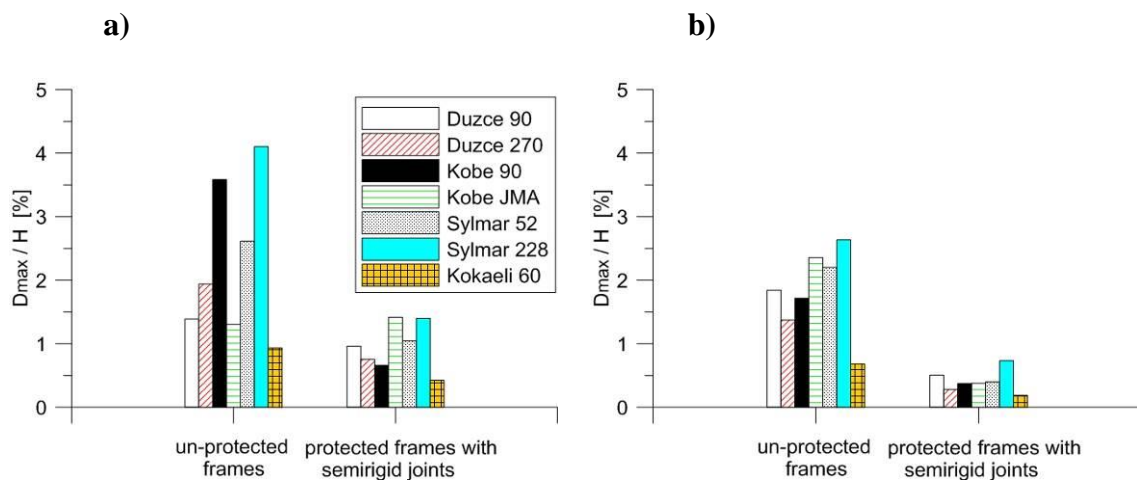 a)
b)
5
4
3
2
1
0
Dmax / H [%]
Duzce 90
Duzce 270
Kobe 90
Kobe JMA
Sylmar 52
Sylmar 228
Kokaeli 60
un-protected
frames
protected frames with
semirigid joints
5
4
3
2
1
0
Dmax / H [%]
un-protected
frames
protected frames with
semirigid joints